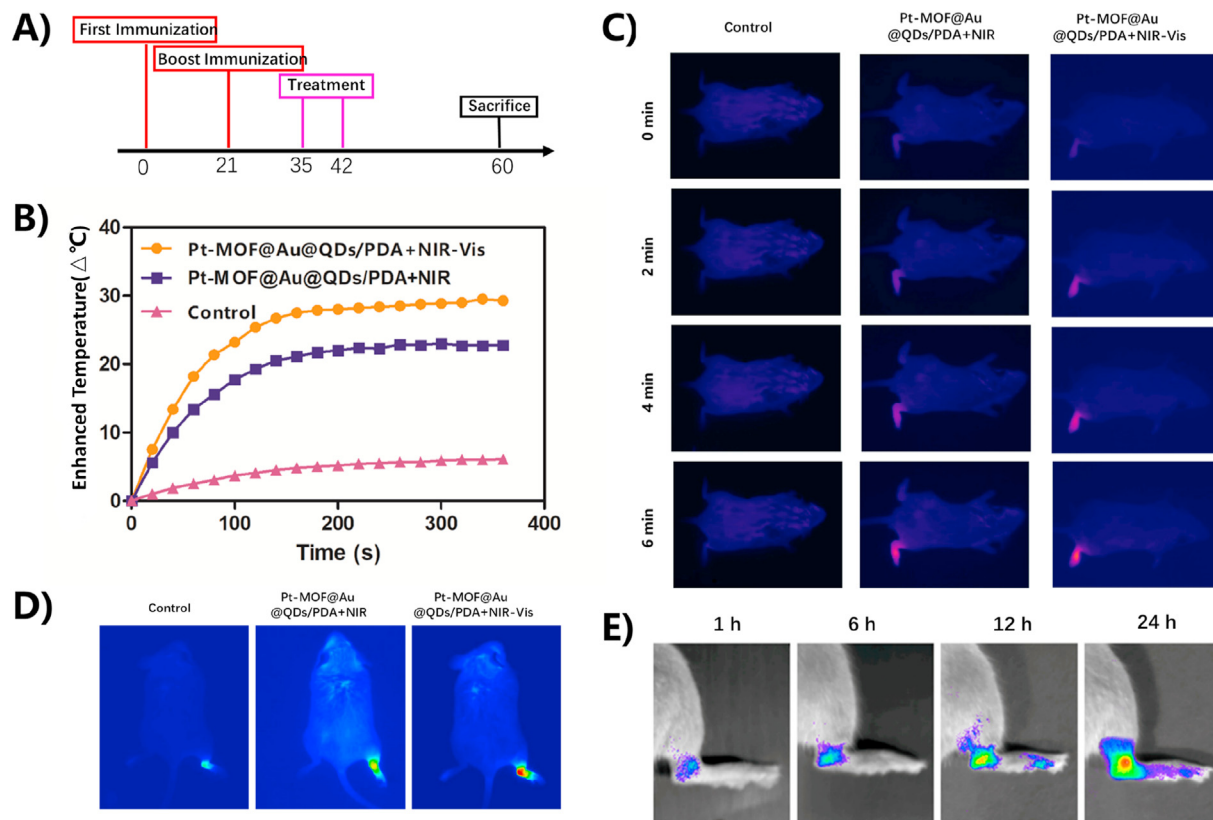 A)
First Immunization
Boost Immunization
Treatment
Sacrifice
0
21
35
42
60
B)
Enhanced Temperature(△℃)
40
30
20
10
0
Pt-MOF@Au@QDs/PDA+NIR-Vis
Pt-MOF@Au@QDs/PDA+NIR
Control
0
100
200
300
400
Time (s)
C)
Control
Pt-MOF@Au
@QDs/PDA+NIR
Pt-MOF@Au
@QDs/PDA+NIR-Vis
0 min
2 min
4 min
6 min
D)
Control
Pt-MOF@Au
@QDs/PDA+NIR
Pt-MOF@Au
@QDs/PDA+NIR-Vis
E)
1 h
6 h
12 h
24 h